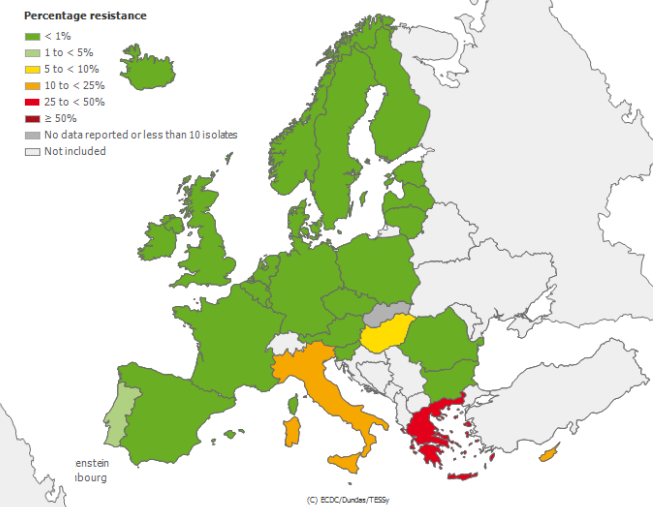 Percentage resistance
< 1%
1 to < 5%
5 to < 10%
10 to < 25%
25 to < 50%
≥ 50%
No data reported or less than 10 isolates
Not included
enstein
bourg
(C) ECDC/Dundas/TESSy